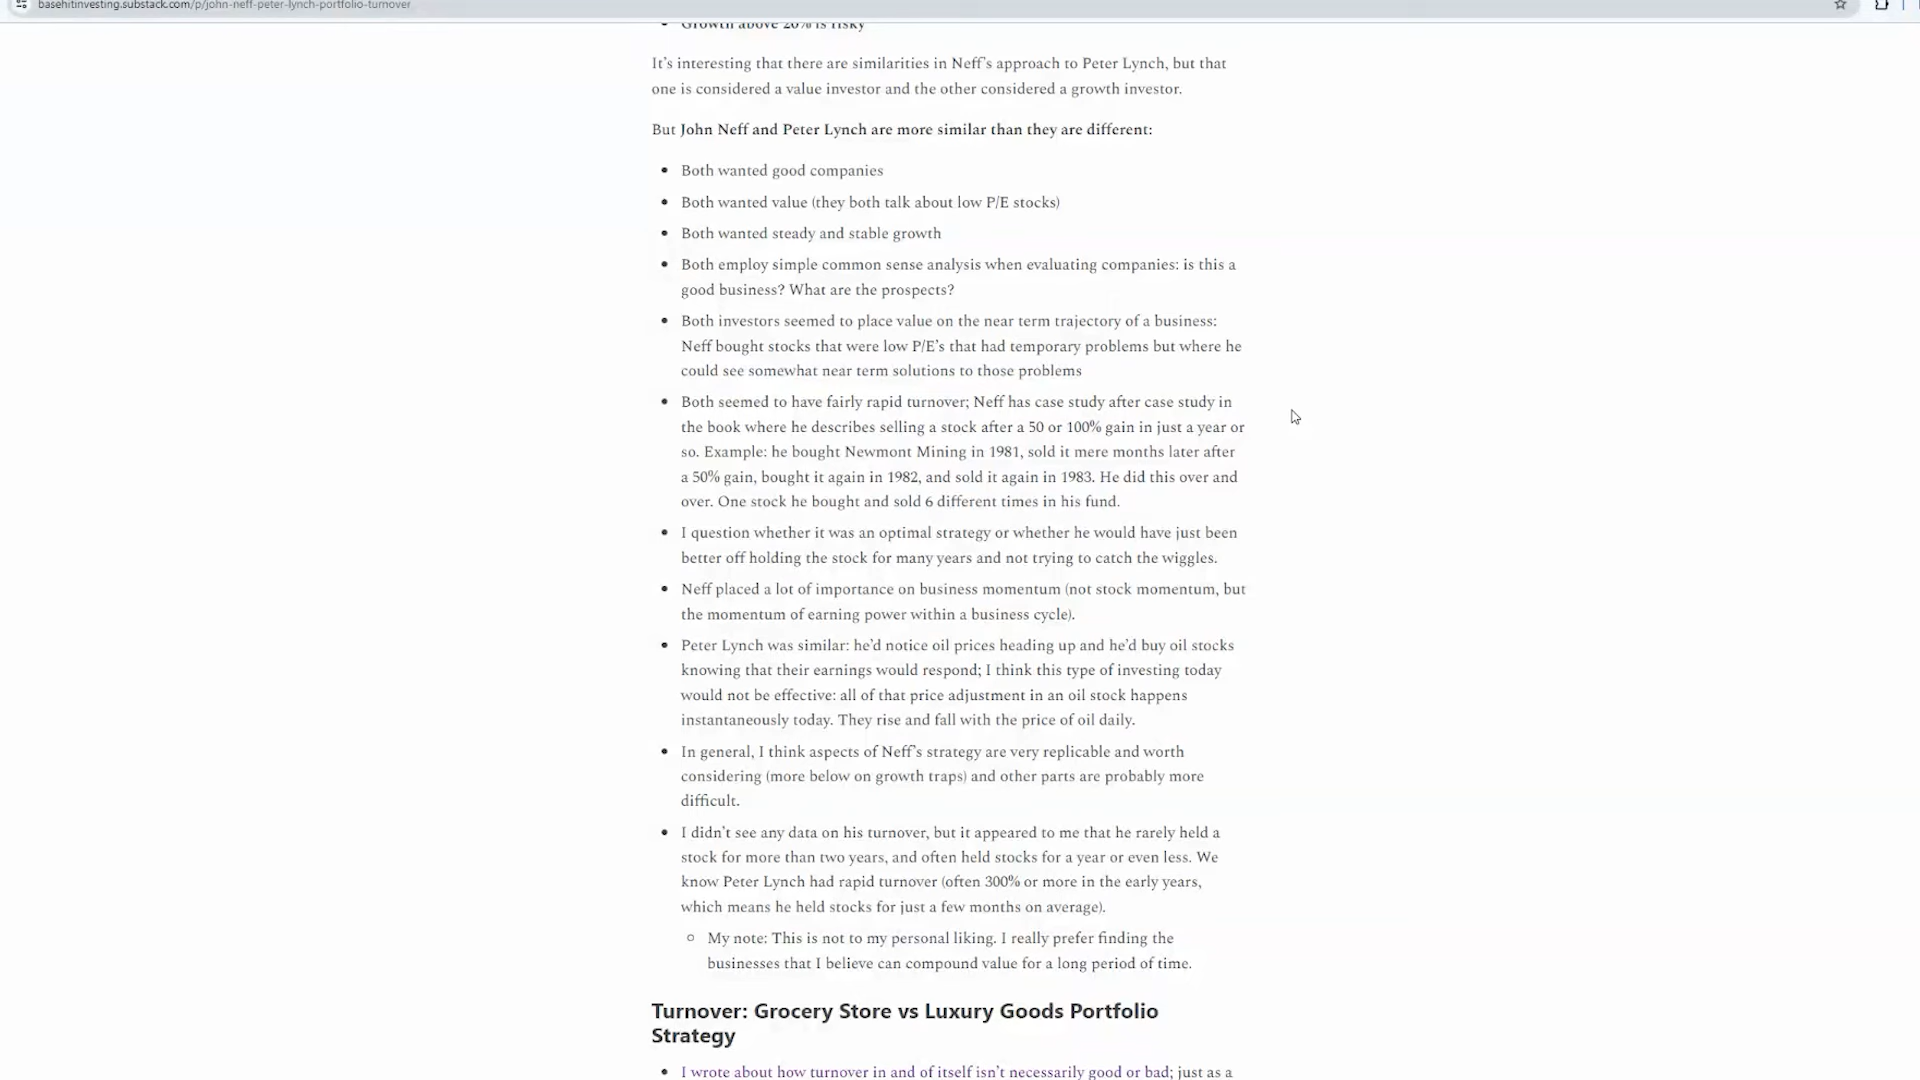 basehitinvesting.substack.com/p/john-neff-peter-lynch-portfolio-turnover
• Growth above 20% is risky
It's interesting that there are similarities in Neff's approach to Peter Lynch, but that
one is considered a value investor and the other considered a growth investor.
But John Neff and Peter Lynch are more similar than they are different:
• Both wanted good companies
• Both wanted value (they both talk about low P/E stocks)
• Both wanted steady and stable growth
• Both employ simple common sense analysis when evaluating companies: is this a
good business? What are the prospects?
• Both investors seemed to place value on the near term trajectory of a business:
Neff bought stocks that were low P/E's that had temporary problems but where he
could see somewhat near term solutions to those problems
• Both seemed to have fairly rapid turnover; Neff has case study after case study in
the book where he describes selling a stock after a 50 or 100% gain in just a year or
so. Example: he bought Newmont Mining in 1981, sold it mere months later after
a 50% gain, bought it again in 1982, and sold it again in 1983. He did this over and
over. One stock he bought and sold 6 different times in his fund.
• I question whether it was an optimal strategy or whether he would have just been
better off holding the stock for many years and not trying to catch the wiggles.
• Neff placed a lot of importance on business momentum (not stock momentum, but
the momentum of earning power within a business cycle).
• Peter Lynch was similar: he'd notice oil prices heading up and he'd buy oil stocks
knowing that their earnings would respond; I think this type of investing today
would not be effective: all of that price adjustment in an oil stock happens
instantaneously today. They rise and fall with the price of oil daily.
• In general, I think aspects of Neff's strategy are very replicable and worth
considering (more below on growth traps) and other parts are probably more
difficult.
• I didn't see any data on his turnover, but it appeared to me that he rarely held a
stock for more than two years, and often held stocks for a year or even less. We
know Peter Lynch had rapid turnover (often 300% or more in the early years,
which means he held stocks for just a few months on average).
○ My note: This is not to my personal liking. I really prefer finding the
businesses that I believe can compound value for a long period of time.
Turnover: Grocery Store vs Luxury Goods Portfolio
Strategy
• I wrote about how turnover in and of itself isn't necessarily good or bad; just as a